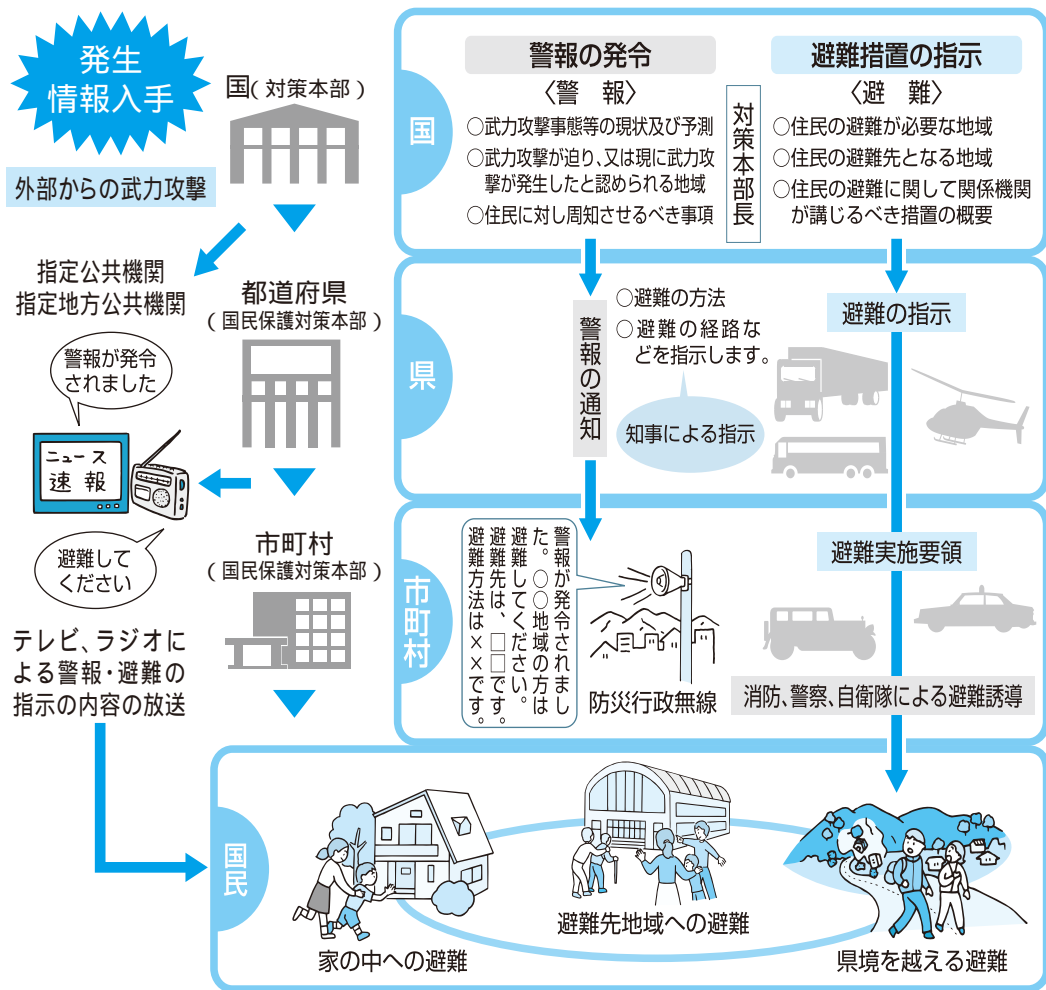 発生
情報入手
外部からの武力攻撃
国(対策本部)
指定公共機関
指定地方公共機関
都道府県
(国民保護対策本部)
警報が発令
されました
ニュース
速報
避難して
ください
市町村
(国民保護対策本部)
テレビ、ラジオによ
る警報・避難の
指示の内容の放送
国
警報の発令
〈警 報〉
○武力攻撃事態等の現状及び予測
○武力攻撃が迫り、又は現に武力攻
撃が発生したと認められる地域
○住民に対し周知させるべき事項
対策本部長
避難措置の指示
〈避 難〉
○住民の避難が必要な地域
○住民の避難先となる地域
○住民の避難に関して関係機関
が講じるべき措置の概要
県
警報の通知
○避難の方法
○避難の経路な
どを指示します。
知事による指示
避難の指示
市町村
警報が発令されまし
た。○○地域の方は
避難してください。
避難先は、□□です。
避難方法は××です。
防災行政無線
避難実施要領
消防、警察、自衛隊による避難誘導
国民
家の中への避難
避難先地域への避難
県境を越える避難